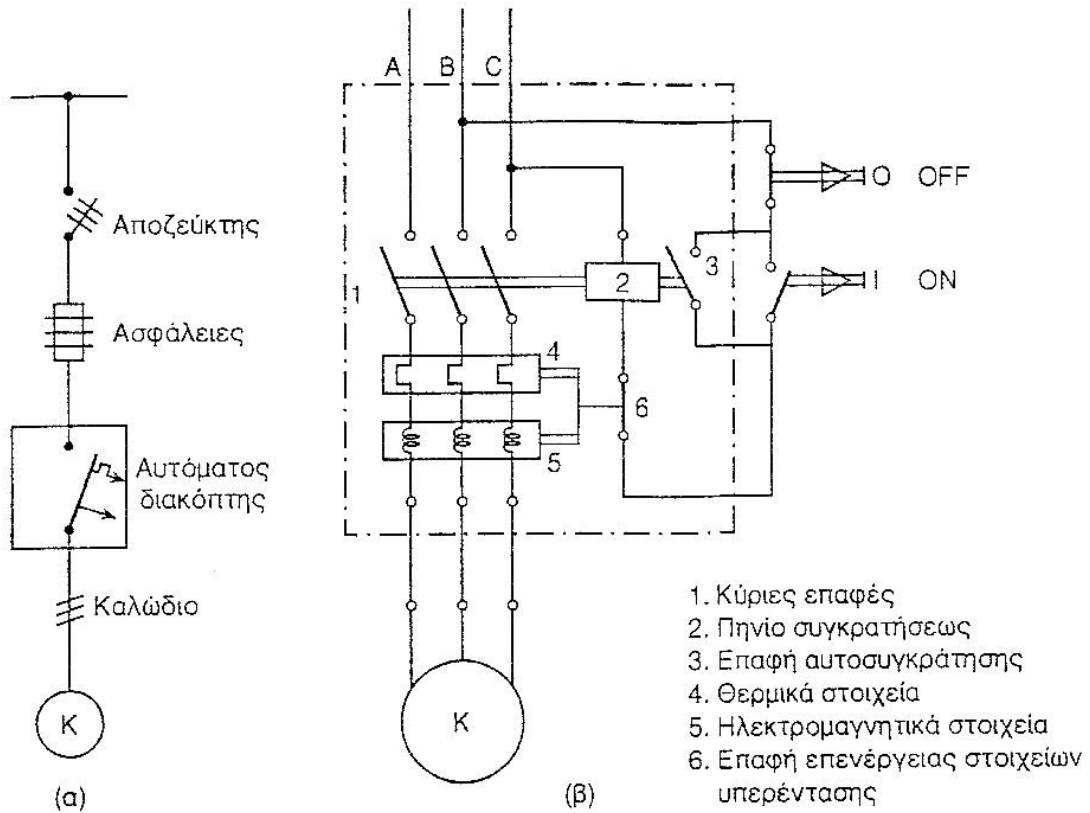 Αποζεύκτης
Ασφάλειες
Αυτόματος
διακόπτης
Καλώδιο
K
(α)
A B C
O OFF
I ON
1
2
3
4
5
6
K
(β)
1. Κύριες επαφές
2. Πηνίο συγκρατήσεως
3. Επαφή αυτοσυγκράτησης
4. Θερμικά στοιχεία
5. Ηλεκτρομαγνητικά στοιχεία
6. Επαφή επενέργειας στοιχείων
υπερέντασης